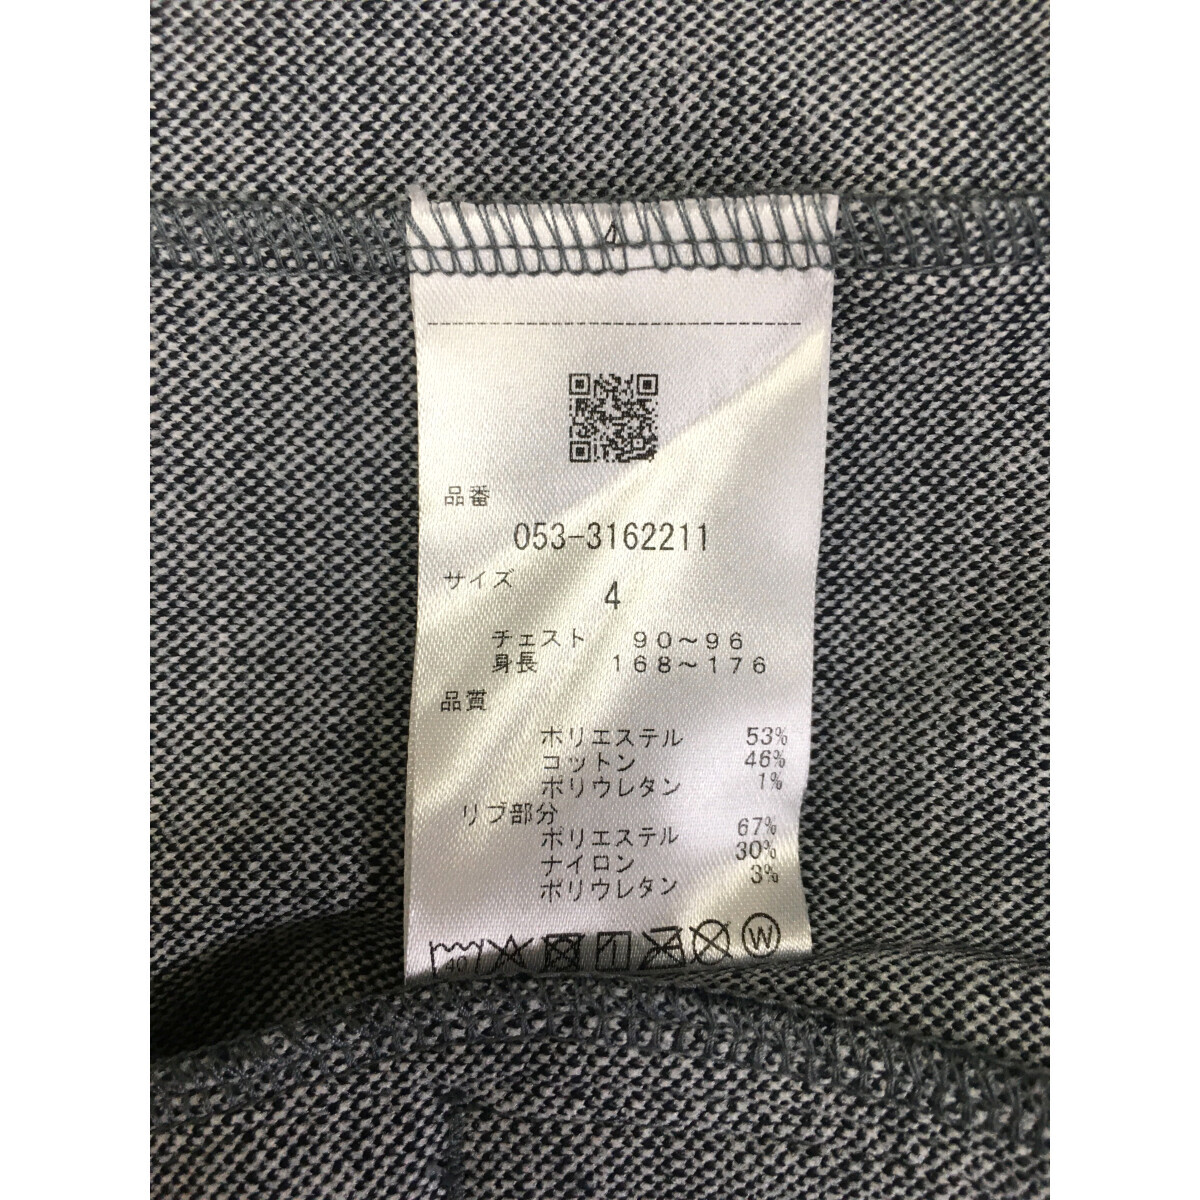 4
品番
053-3162211
サイズ
4
チェスト 90~96
身長 168~176
品質
ポリエステル 53%
コットン 46%
ポリウレタン 1%
リブ部分
ポリエステル 67%
ナイロン 30%
ポリウレタン 3%
40 W